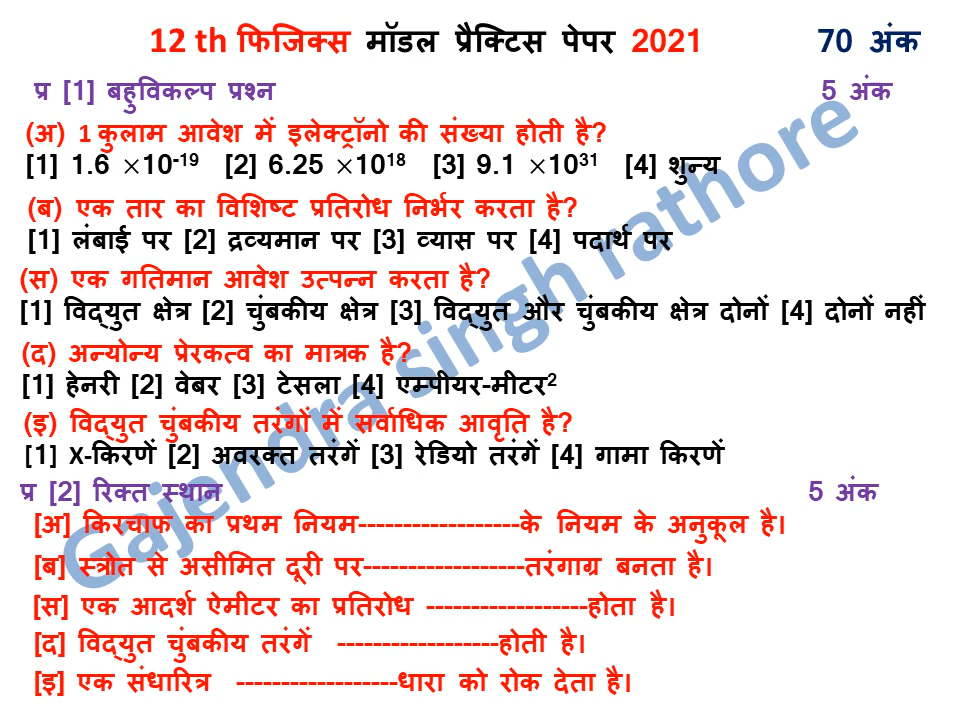 12 th फिजिक्स मॉडल प्रैक्टिस पेपर 2021 70 अंक
प्र [1] बहुविकल्प प्रश्न 5 अंक
(अ) 1 कुलाम आवेश में इलेक्ट्रॉनो की संख्या होती है?
[1] 1.6 ×10⁻¹⁹ [2] 6.25 ×10¹⁸ [3] 9.1 ×10³¹ [4] शुन्य
(ब) एक तार का विशिष्ट प्रतिरोध निर्भर करता है?
[1] लंबाई पर [2] द्रव्यमान पर [3] व्यास पर [4] पदार्थ पर
(स) एक गतिमान आवेश उत्पन्न करता है?
[1] विद्युत क्षेत्र [2] चुंबकीय क्षेत्र [3] विद्युत और चुंबकीय क्षेत्र दोनों [4] दोनों नहीं
(द) अन्योन्य प्रेरकत्व का मात्रक है?
[1] हेनरी [2] वेबर [3] टेसला [4] एम्पीयर-मीटर²
(इ) विद्युत चुंबकीय तरंगों में सर्वाधिक आवृति है?
[1] X-किरणें [2] अवरक्त तरंगें [3] रेडियो तरंगें [4] गामा किरणें
प्र [2] रिक्त स्थान 5 अंक
[अ] किरचाफ का प्रथम नियम------------------के नियम के अनुकूल है।
[ब] स्त्रोत से असीमित दूरी पर------------------तरंगाग्र बनता है।
[स] एक आदर्श ऐमीटर का प्रतिरोध ------------------होता है।
[द] विद्युत चुंबकीय तरंगें ------------------होती है।
[इ] एक संधारित्र ------------------धारा को रोक देता है।
Gajendra singh rathore